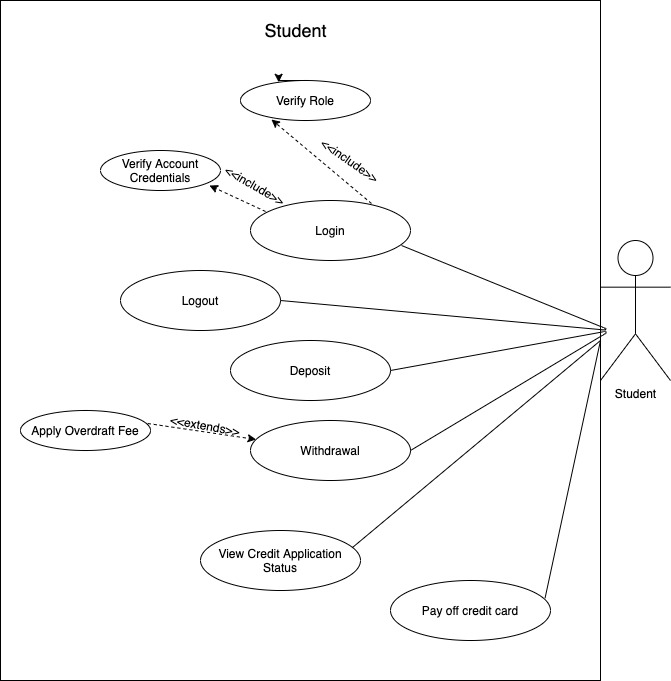 Student
Verify Role
<<include>>
Verify Account
Credentials
<<include>>
Login
Logout
Deposit
Student
<<extends>>
Apply Overdraft Fee
Withdrawal
View Credit Application
Status
Pay off credit card